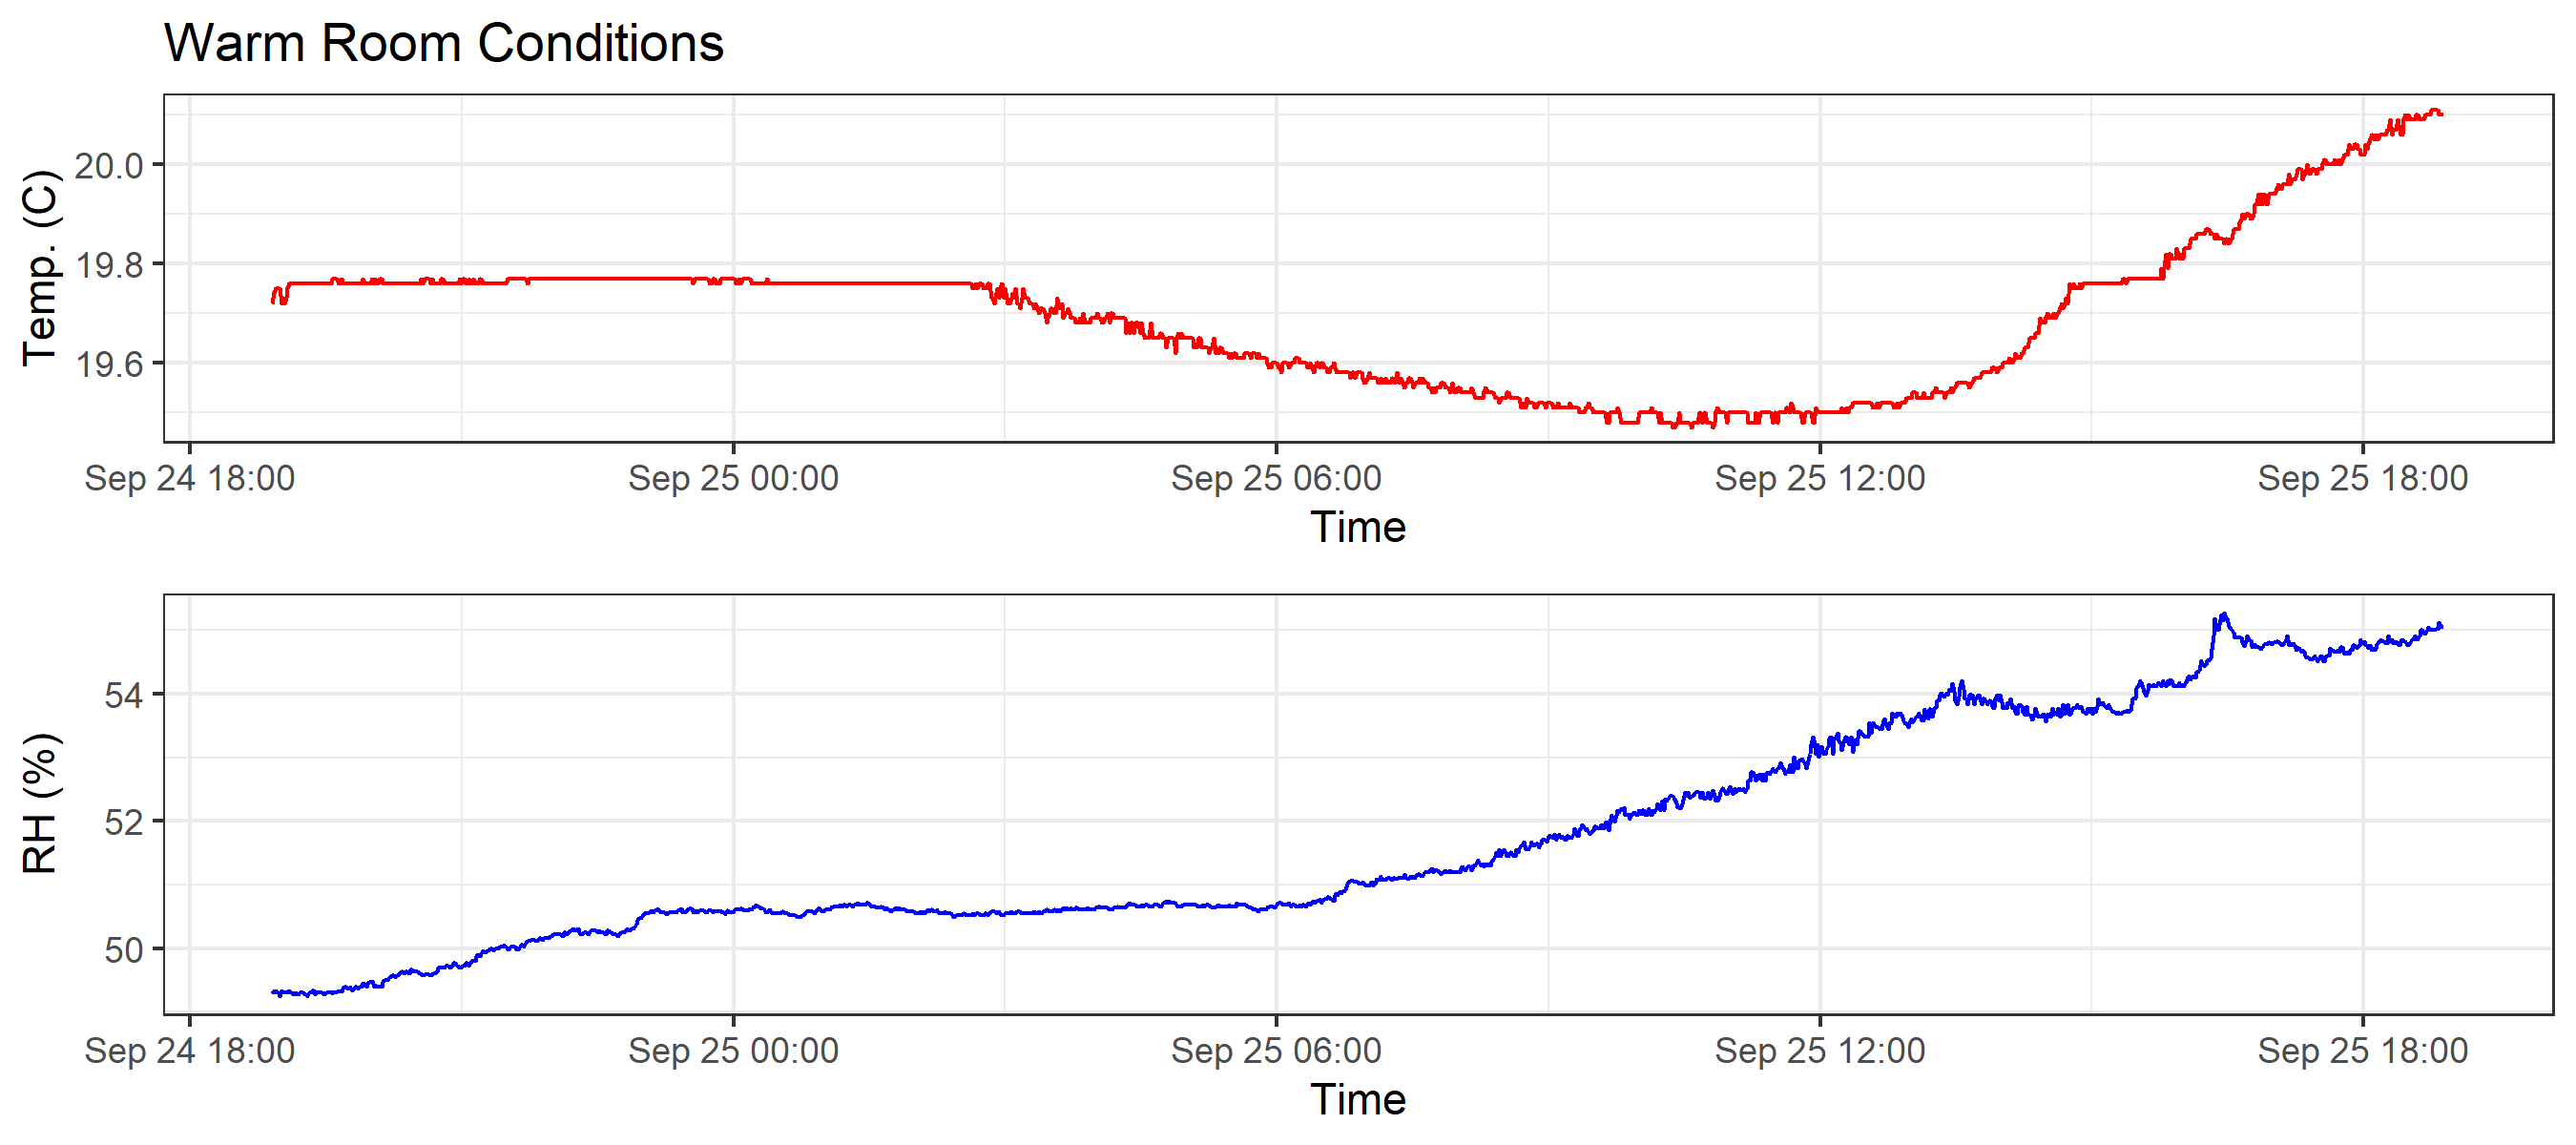 Warm Room Conditions
Temp. (C)
20.0
19.8
19.6
Sep 24 18:00 Sep 25 00:00 Sep 25 06:00 Sep 25 12:00 Sep 25 18:00
Time
RH (%)
54
52
50
Sep 24 18:00 Sep 25 00:00 Sep 25 06:00 Sep 25 12:00 Sep 25 18:00
Time